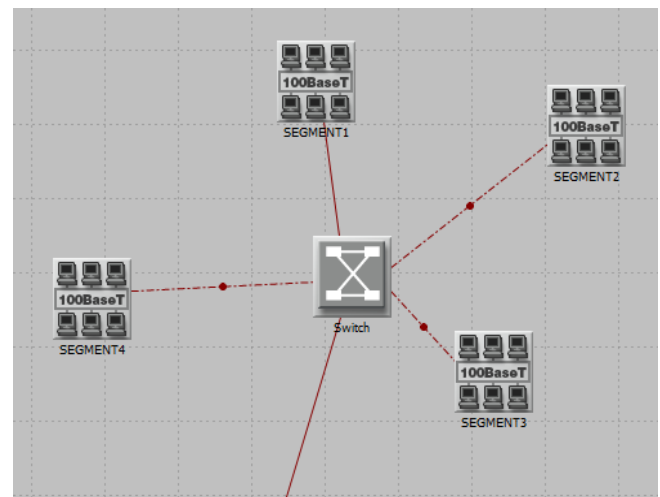 100BaseT
SEGMENT1
100BaseT
SEGMENT2
100BaseT
SEGMENT4
Switch
100BaseT
SEGMENT3